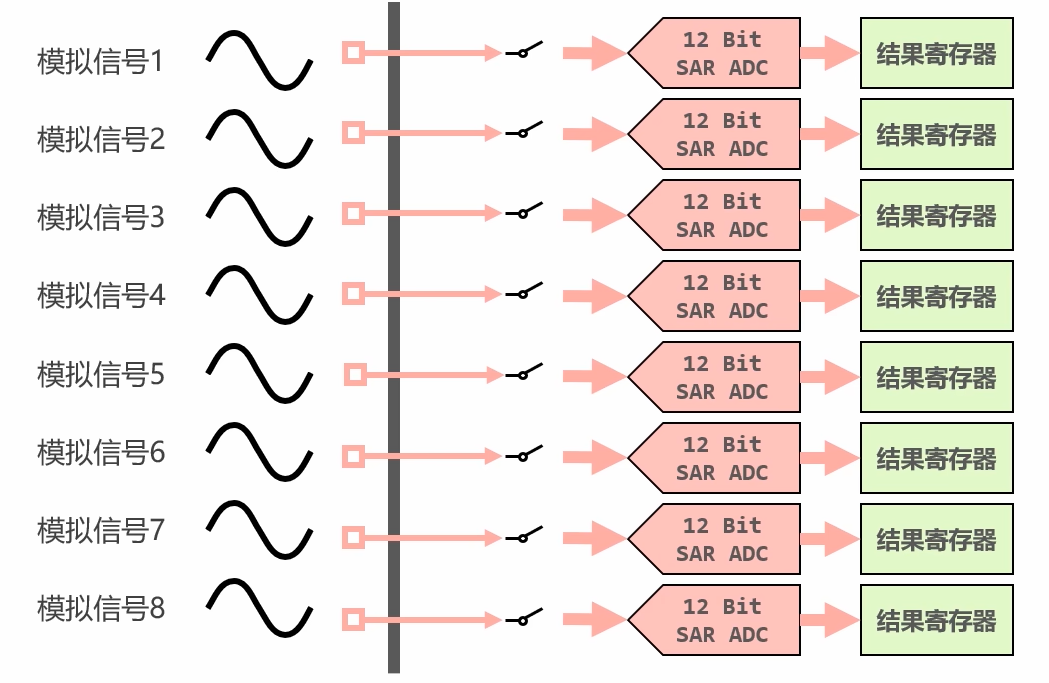 模拟信号1
12 Bit
SAR ADC
结果寄存器
模拟信号2
12 Bit
SAR ADC
结果寄存器
模拟信号3
12 Bit
SAR ADC
结果寄存器
模拟信号4
12 Bit
SAR ADC
结果寄存器
模拟信号5
12 Bit
SAR ADC
结果寄存器
模拟信号6
12 Bit
SAR ADC
结果寄存器
模拟信号7
12 Bit
SAR ADC
结果寄存器
模拟信号8
12 Bit
SAR ADC
结果寄存器